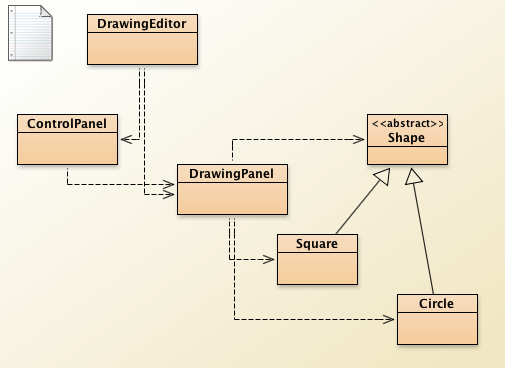 DrawingEditor
ControlPanel
<<abstract>>
Shape
DrawingPanel
Square
Circle